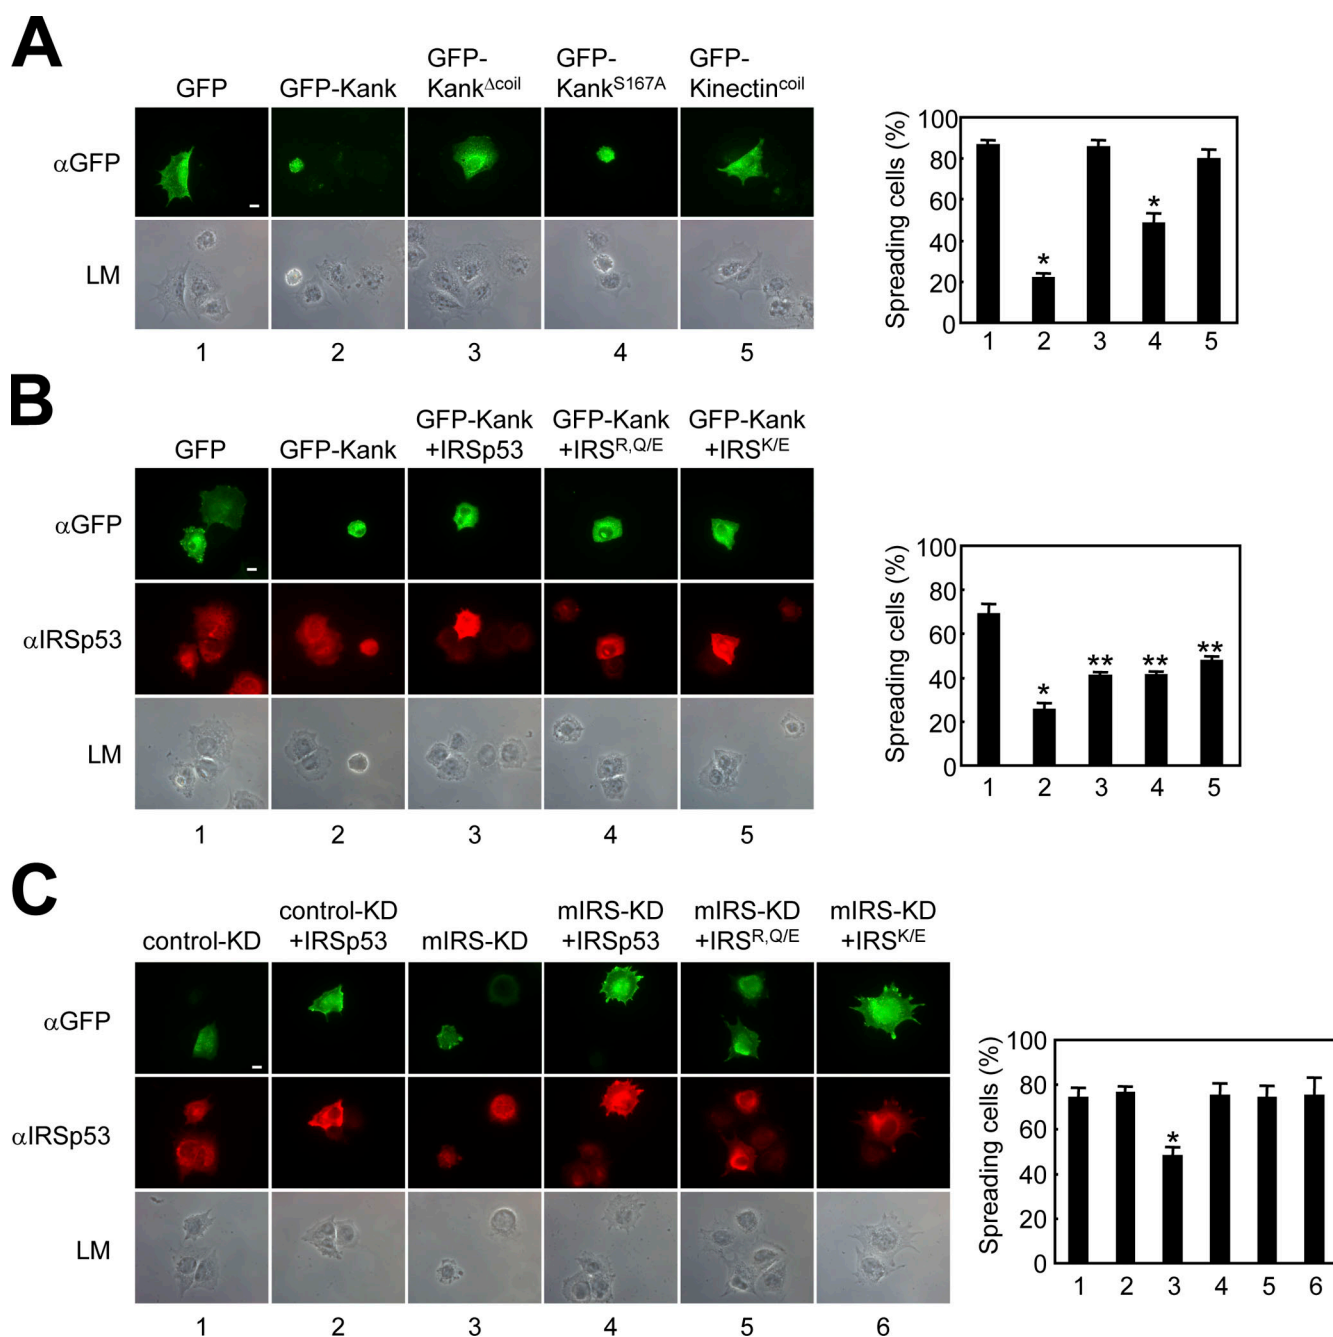 A
GFP
GFP-Kank
GFP-
Kank^Δcoil
GFP-
Kank^S167A
GFP-
Kinectin^coil
αGFP
LM
1 2 3 4 5
Spreading cells (%)
100
80
60
40
20
0
* *
1 2 3 4 5
B
GFP
GFP-Kank
GFP-Kank
+IRSp53
GFP-Kank
+IRS^R,Q/E
GFP-Kank
+IRS^K/E
αGFP
αIRSp53
LM
1 2 3 4 5
Spreading cells (%)
100
80
60
40
20
0
* ** ** **
1 2 3 4 5
C
control-KD
control-KD
+IRSp53
mIRS-KD
mIRS-KD
+IRSp53
mIRS-KD
+IRS^R,Q/E
mIRS-KD
+IRS^K/E
αGFP
αIRSp53
LM
1 2 3 4 5 6
Spreading cells (%)
100
80
60
40
20
0
*
1 2 3 4 5 6